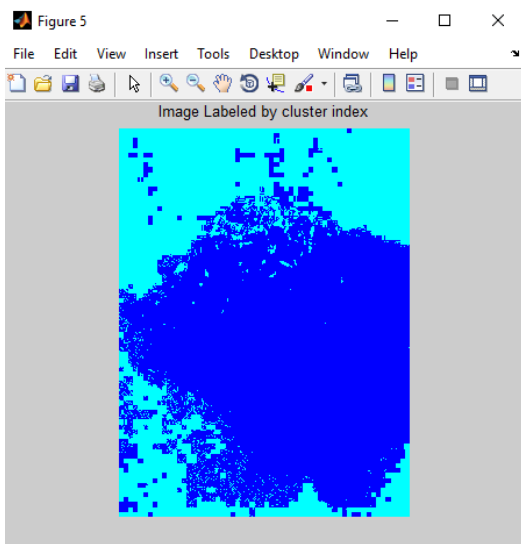 Figure 5
File Edit View Insert Tools Desktop Window Help
Image Labeled by cluster index